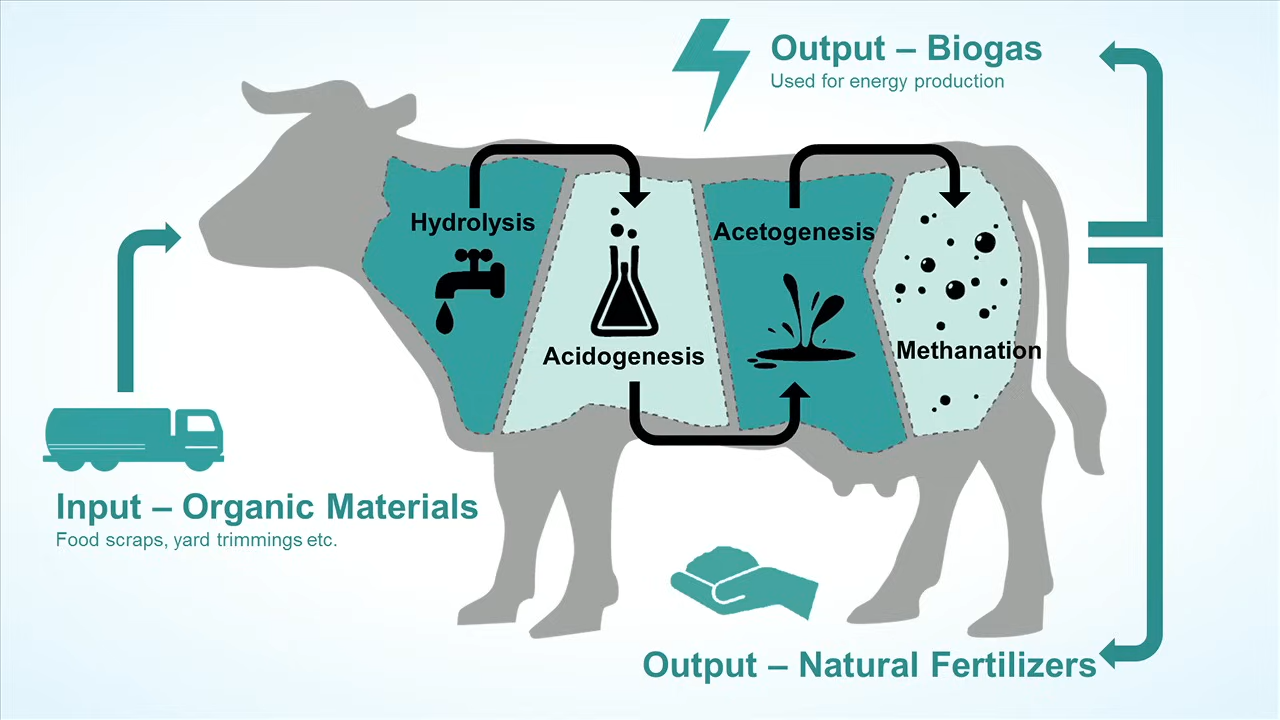 Output – Biogas
Used for energy production
Hydrolysis
Acetogenesis
Acidogenesis
Methanation
Input – Organic Materials
Food scraps, yard trimmings etc.
Output – Natural Fertilizers